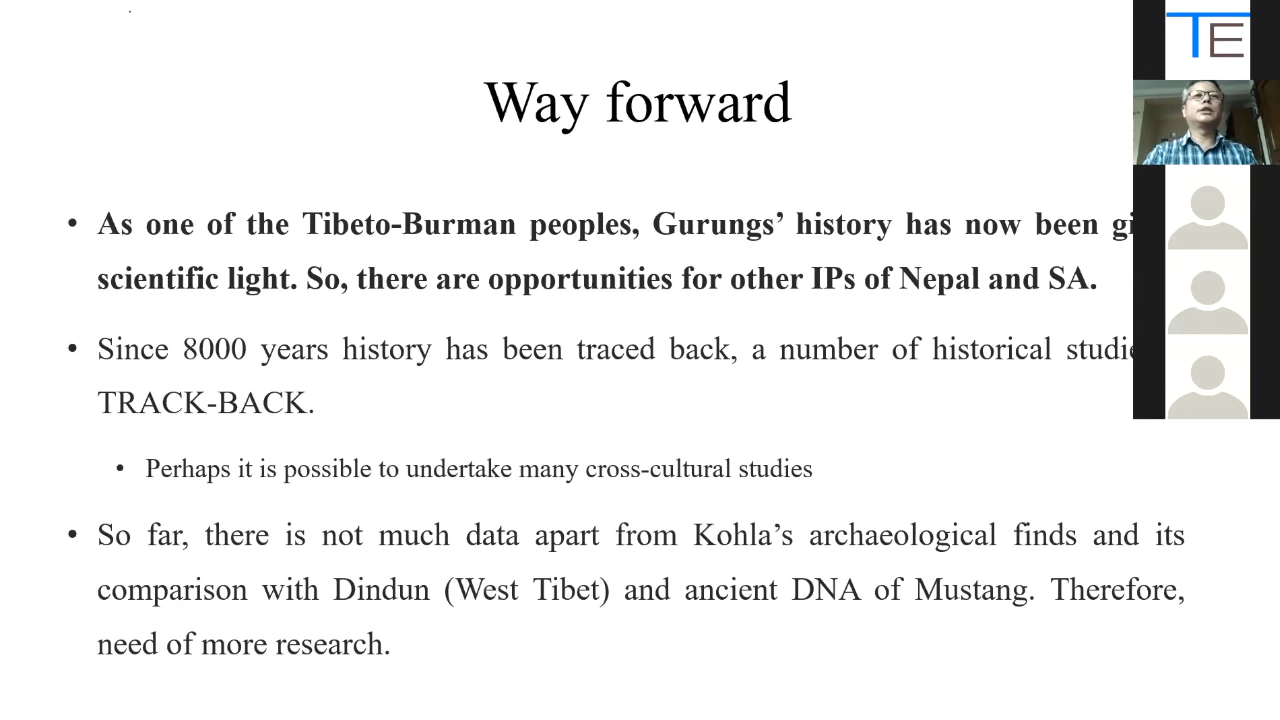 Way forward
TE
• As one of the Tibeto-Burman peoples, Gurungs’ history has now been
scientific light. So, there are opportunities for other IPs of Nepal and SA.
• Since 8000 years history has been traced back, a number of historical
TRACK-BACK.
• Perhaps it is possible to undertake many cross-cultural studies
• So far, there is not much data apart from Kohla’s archaeological finds and its
comparison with Dindun (West Tibet) and ancient DNA of Mustang. Therefore,
need of more research.